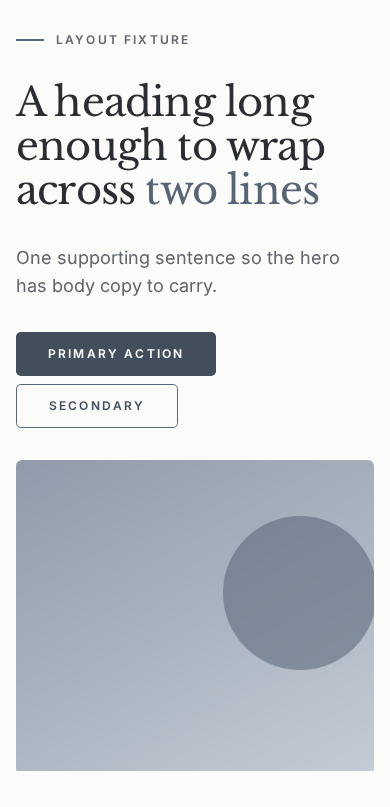 LAYOUT FIXTURE
A heading long
enough to wrap
across two lines
One supporting sentence so the hero
has body copy to carry.
PRIMARY ACTION
SECONDARY